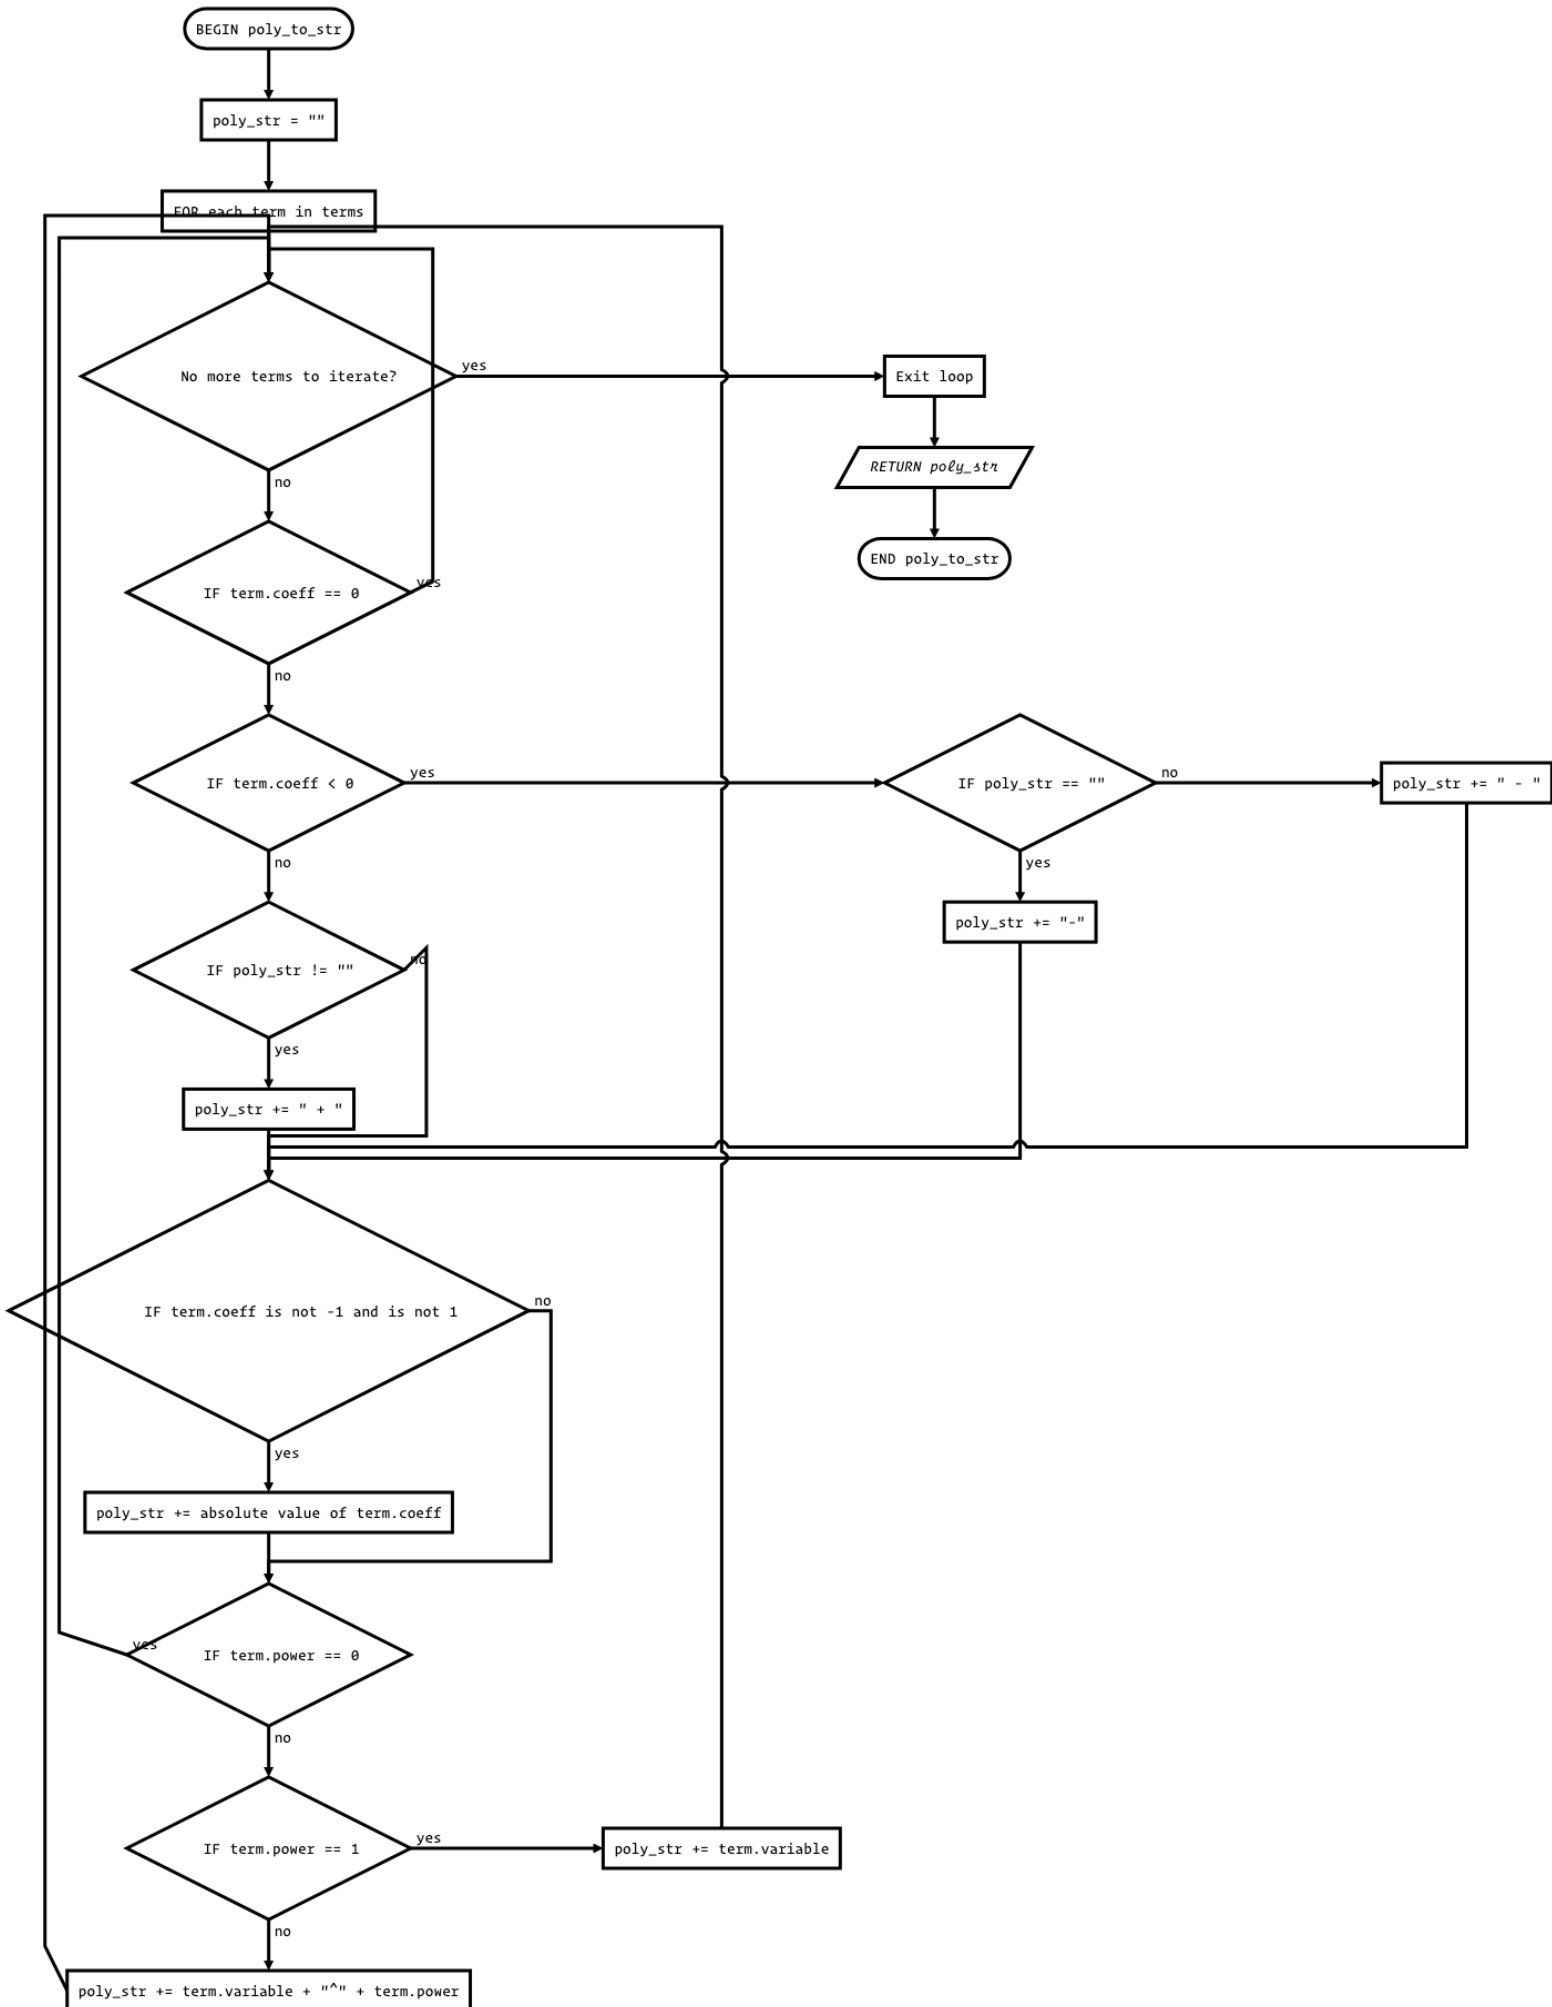 BEGIN poly_to_str
poly_str = ""
FOR each term in terms
No more terms to iterate?
yes
Exit loop
RETURN poly_str
END poly_to_str
no
IF term.coeff == 0
yes
no
IF term.coeff < 0
yes
IF poly_str == ""
no
poly_str += " - "
yes
poly_str += "-"
no
IF poly_str != ""
no
yes
poly_str += " + "
IF term.coeff is not -1 and is not 1
no
yes
poly_str += absolute value of term.coeff
yes
IF term.power == 0
no
IF term.power == 1
yes
poly_str += term.variable
no
poly_str += term.variable + "^" + term.power